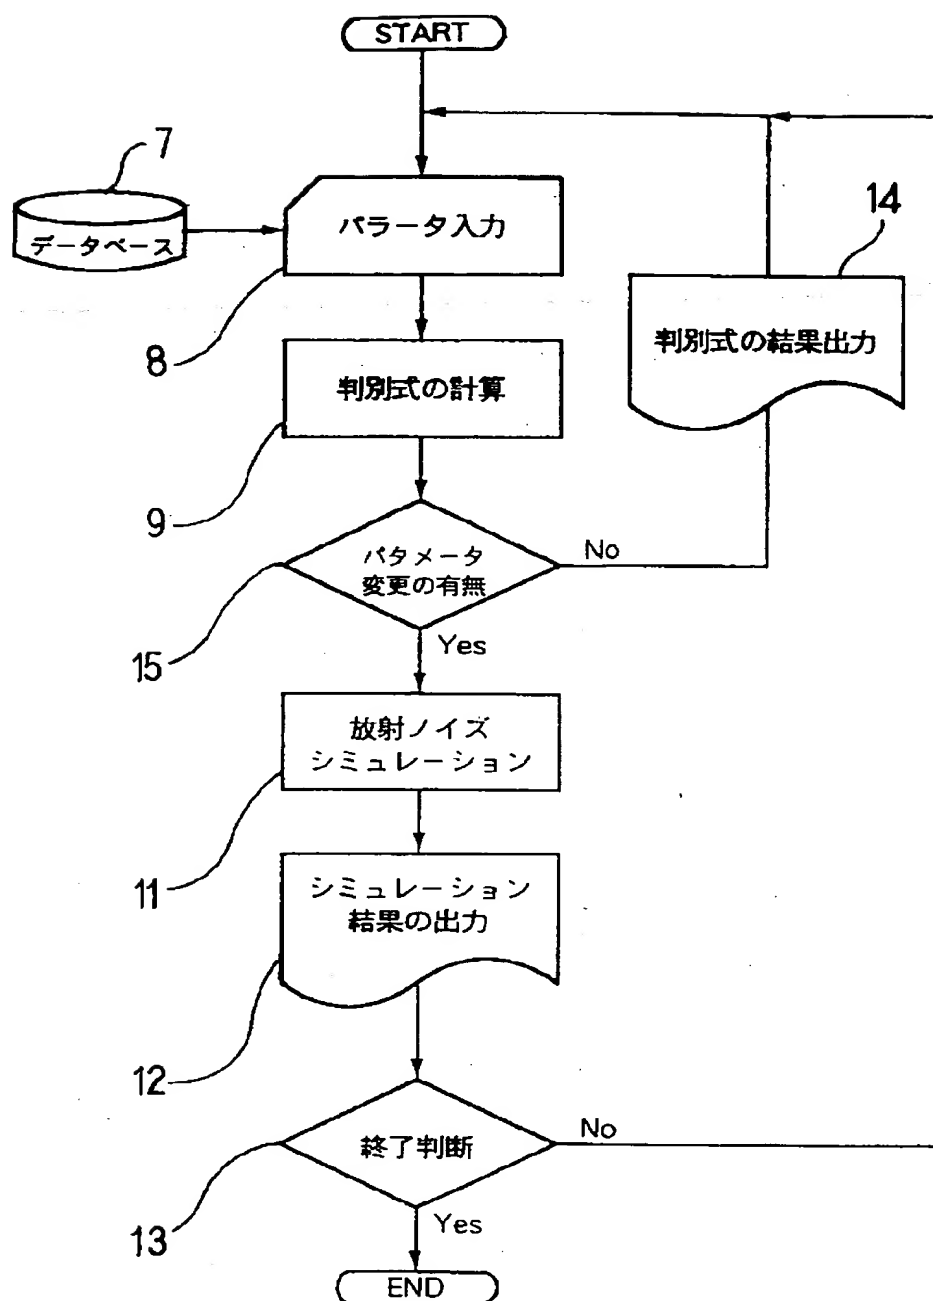 START
7
データベース
パラータ入力
14
8
判別式の結果出力
判別式の計算
9
パタメータ
変更の有無
No
15
Yes
放射ノイズ
シミュレーション
11
シミュレーション
結果の出力
12
終了判断
No
13
Yes
END